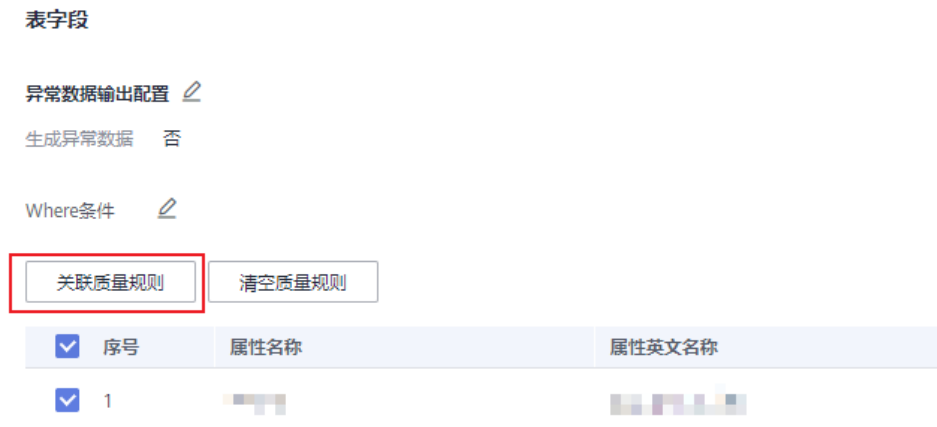 表字段
异常数据输出配置
生成异常数据 否
Where条件
关联质量规则 清空质量规则
序号 属性名称 属性英文名称
1